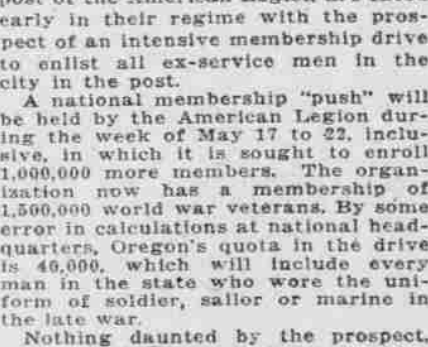 post of the American Legion are
early in their regime with the pros-
pect of an intensive membership drive
to enlist all ex-service men in the
city in the post.
A national membership "push" will
be held by the American Legion dur-
ing the week of May 17 to 22, inclu-
sive, in which it is sought to enroll
1,000,000 more members. The organ-
ization now has a membership of
1,500,000 world war veterans. By some
error in calculations at national head-
quarters, Oregon's quota in the drive
is 40,000, which will include every
man in the state who wore the uni-
form of soldier, sailor or marine in
the late war.
Nothing daunted by the prospect,